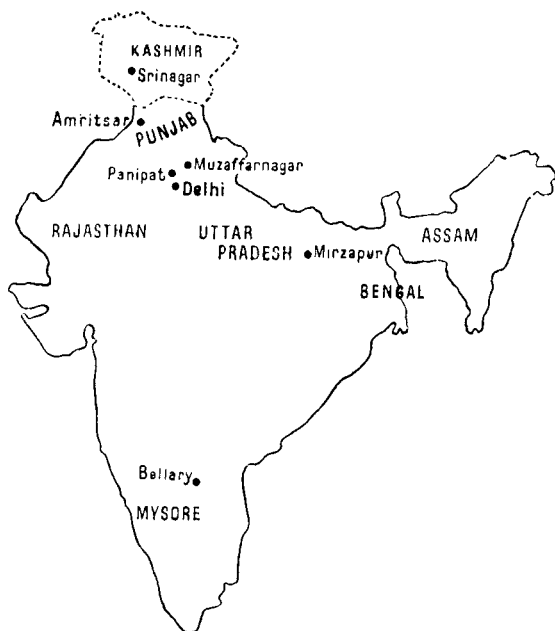 KASHMIR
Srinagar
Amritsar
PUNJAB
Muzaffarnagar
Panipat
Delhi
RAJASTHAN
UTTAR
PRADESH
Mirzapur
ASSAM
BENGAL
Bellary
MYSORE